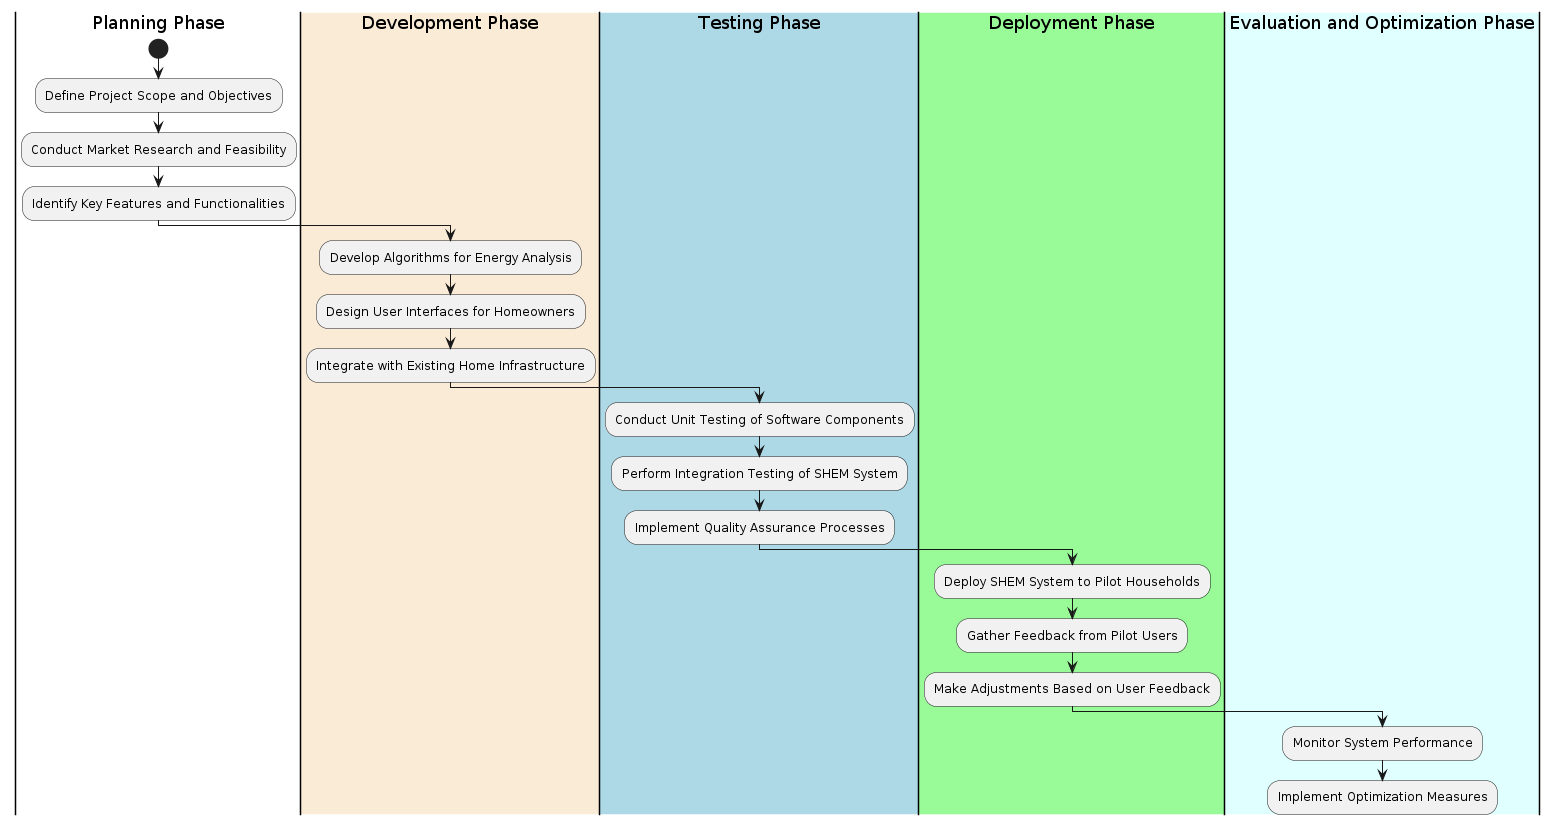 Planning Phase
Development Phase
Testing Phase
Deployment Phase
Evaluation and Optimization Phase
Define Project Scope and Objectives
Conduct Market Research and Feasibility
Identify Key Features and Functionalities
Develop Algorithms for Energy Analysis
Design User Interfaces for Homeowners
Integrate with Existing Home Infrastructure
Conduct Unit Testing of Software Components
Perform Integration Testing of SHEM System
Implement Quality Assurance Processes
Deploy SHEM System to Pilot Households
Gather Feedback from Pilot Users
Make Adjustments Based on User Feedback
Monitor System Performance
Implement Optimization Measures